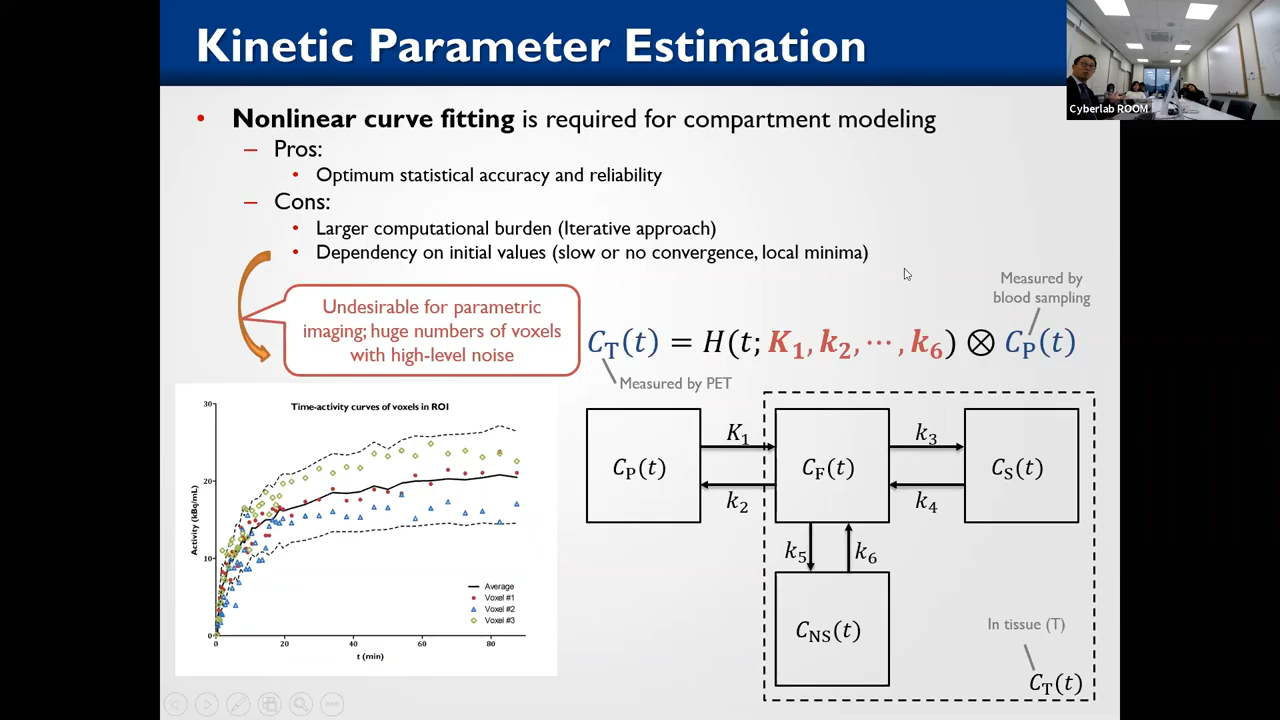 Kinetic Parameter Estimation
Cyberlab ROOM
• Nonlinear curve fitting is required for compartment modeling
– Pros:
• Optimum statistical accuracy and reliability
– Cons:
• Larger computational burden (Iterative approach)
• Dependency on initial values (slow or no convergence, local minima)
Undesirable for parametric
imaging; huge numbers of voxels
with high-level noise
Measured by
blood sampling
C_T(t) = H(t; K_1, k_2, ⋯, k_6) ⊗ C_P(t)
Measured by PET
Time-activity curves of voxels in ROI
30
20
10
0
Activity (kBq/mL)
0 20 40 60 80
t (min)
Average
Voxel #1
Voxel #2
Voxel #3
C_P(t)
K_1
k_2
C_F(t)
k_3
k_4
C_S(t)
k_5
k_6
C_NS(t)
In tissue (T)
C_T(t)